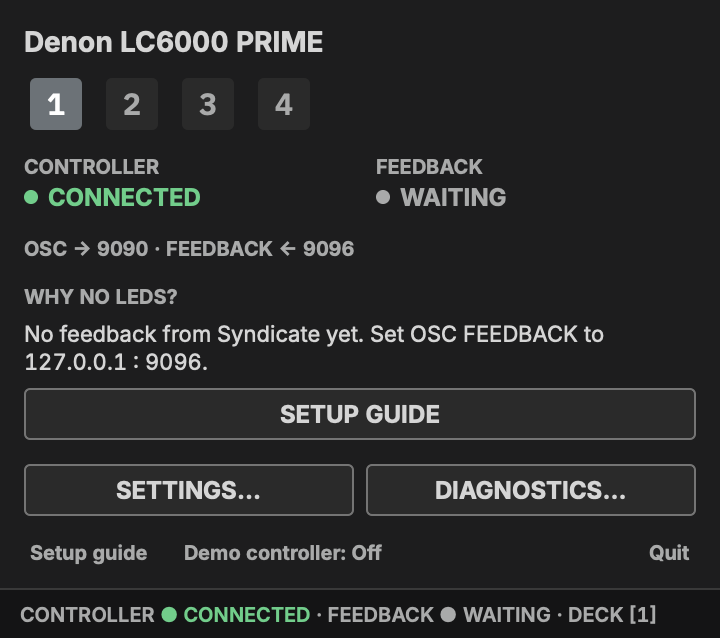 Denon LC6000 PRIME
1 2 3 4
CONTROLLER FEEDBACK
CONNECTED WAITING
OSC → 9090 · FEEDBACK ← 9096
WHY NO LEDS?
No feedback from Syndicate yet. Set OSC FEEDBACK to
127.0.0.1 : 9096.
SETUP GUIDE
SETTINGS... DIAGNOSTICS...
Setup guide Demo controller: Off Quit
CONTROLLER ● CONNECTED · FEEDBACK ● WAITING · DECK [1]